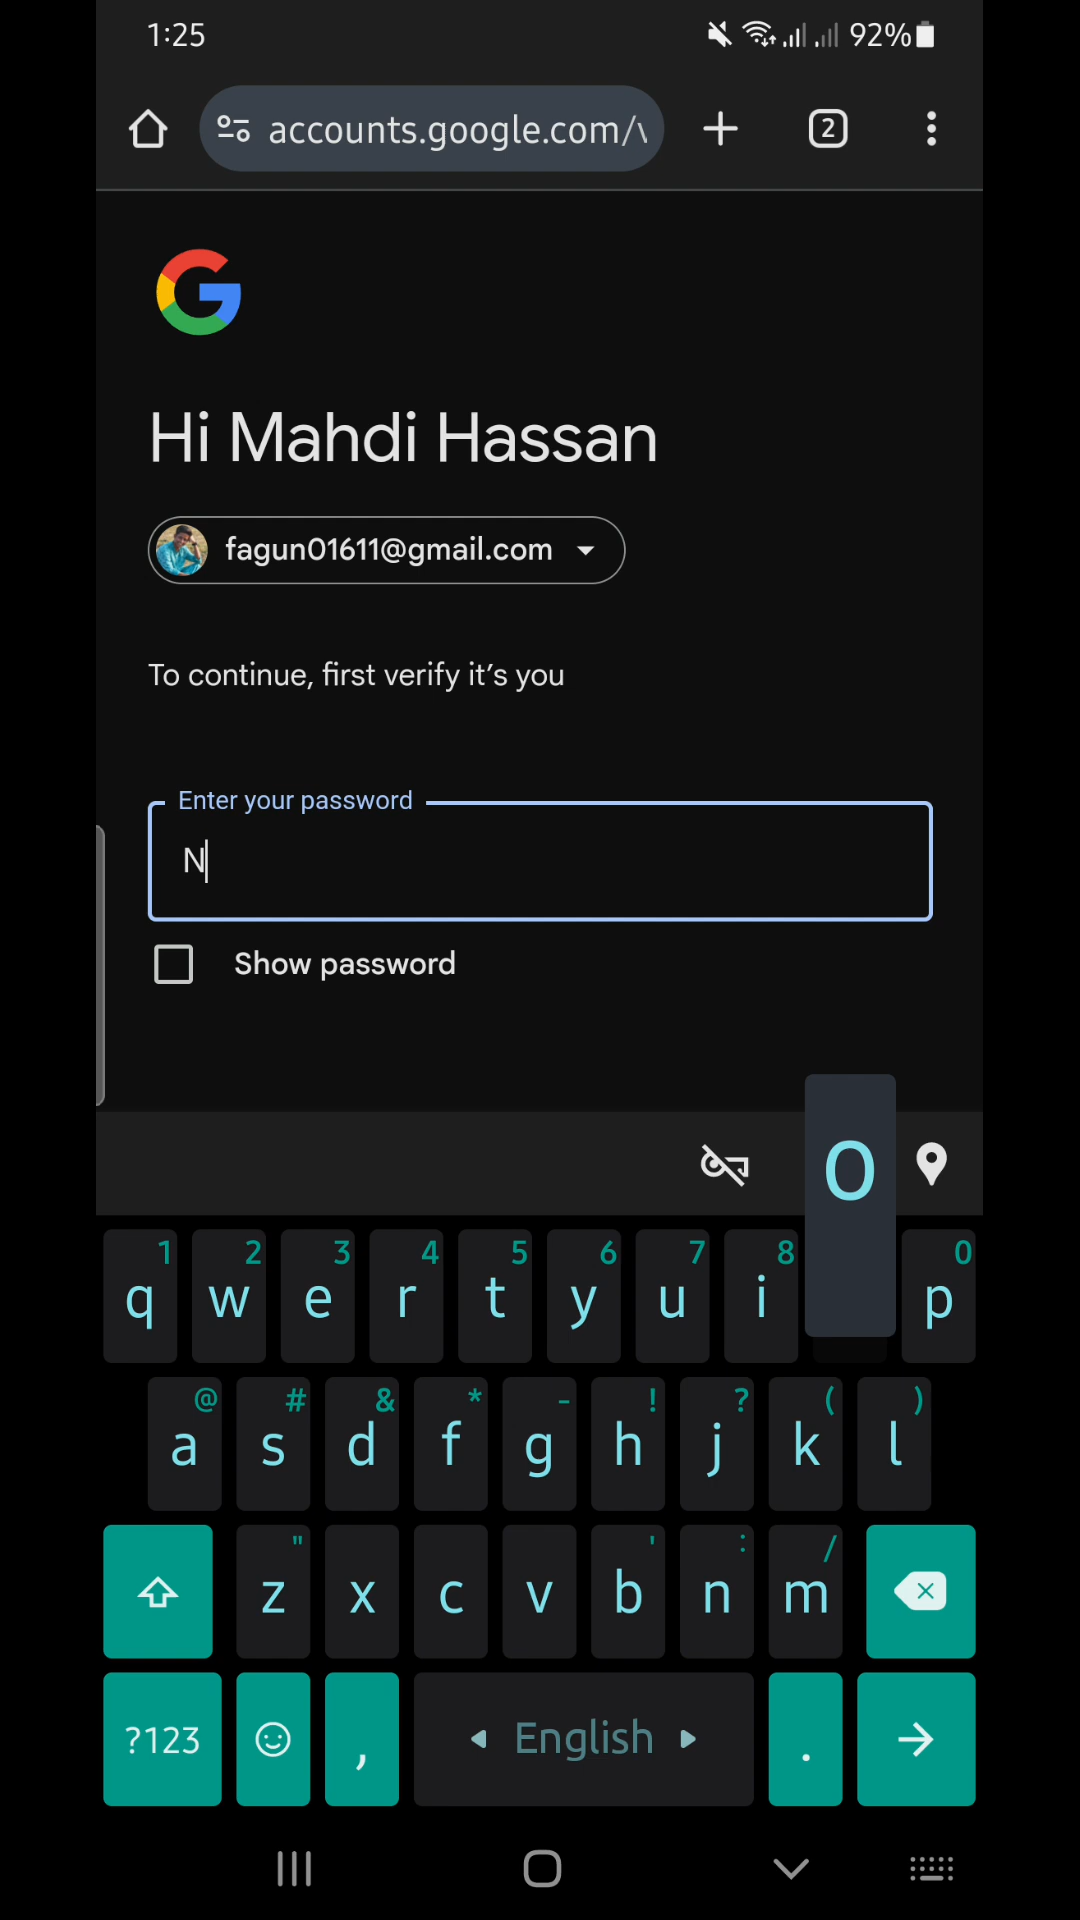 1:25 92%
accounts.google.com/v 2
Hi Mahdi Hassan
fagun01611@gmail.com
To continue, first verify it's you
Enter your password
N
Show password
O
1 2 3 4 5 6 7 8 0
q w e r t y u i p
@ # & * - ! ? ( )
a s d f g h j k l
" ' : /
z x c v b n m
?123 , English .